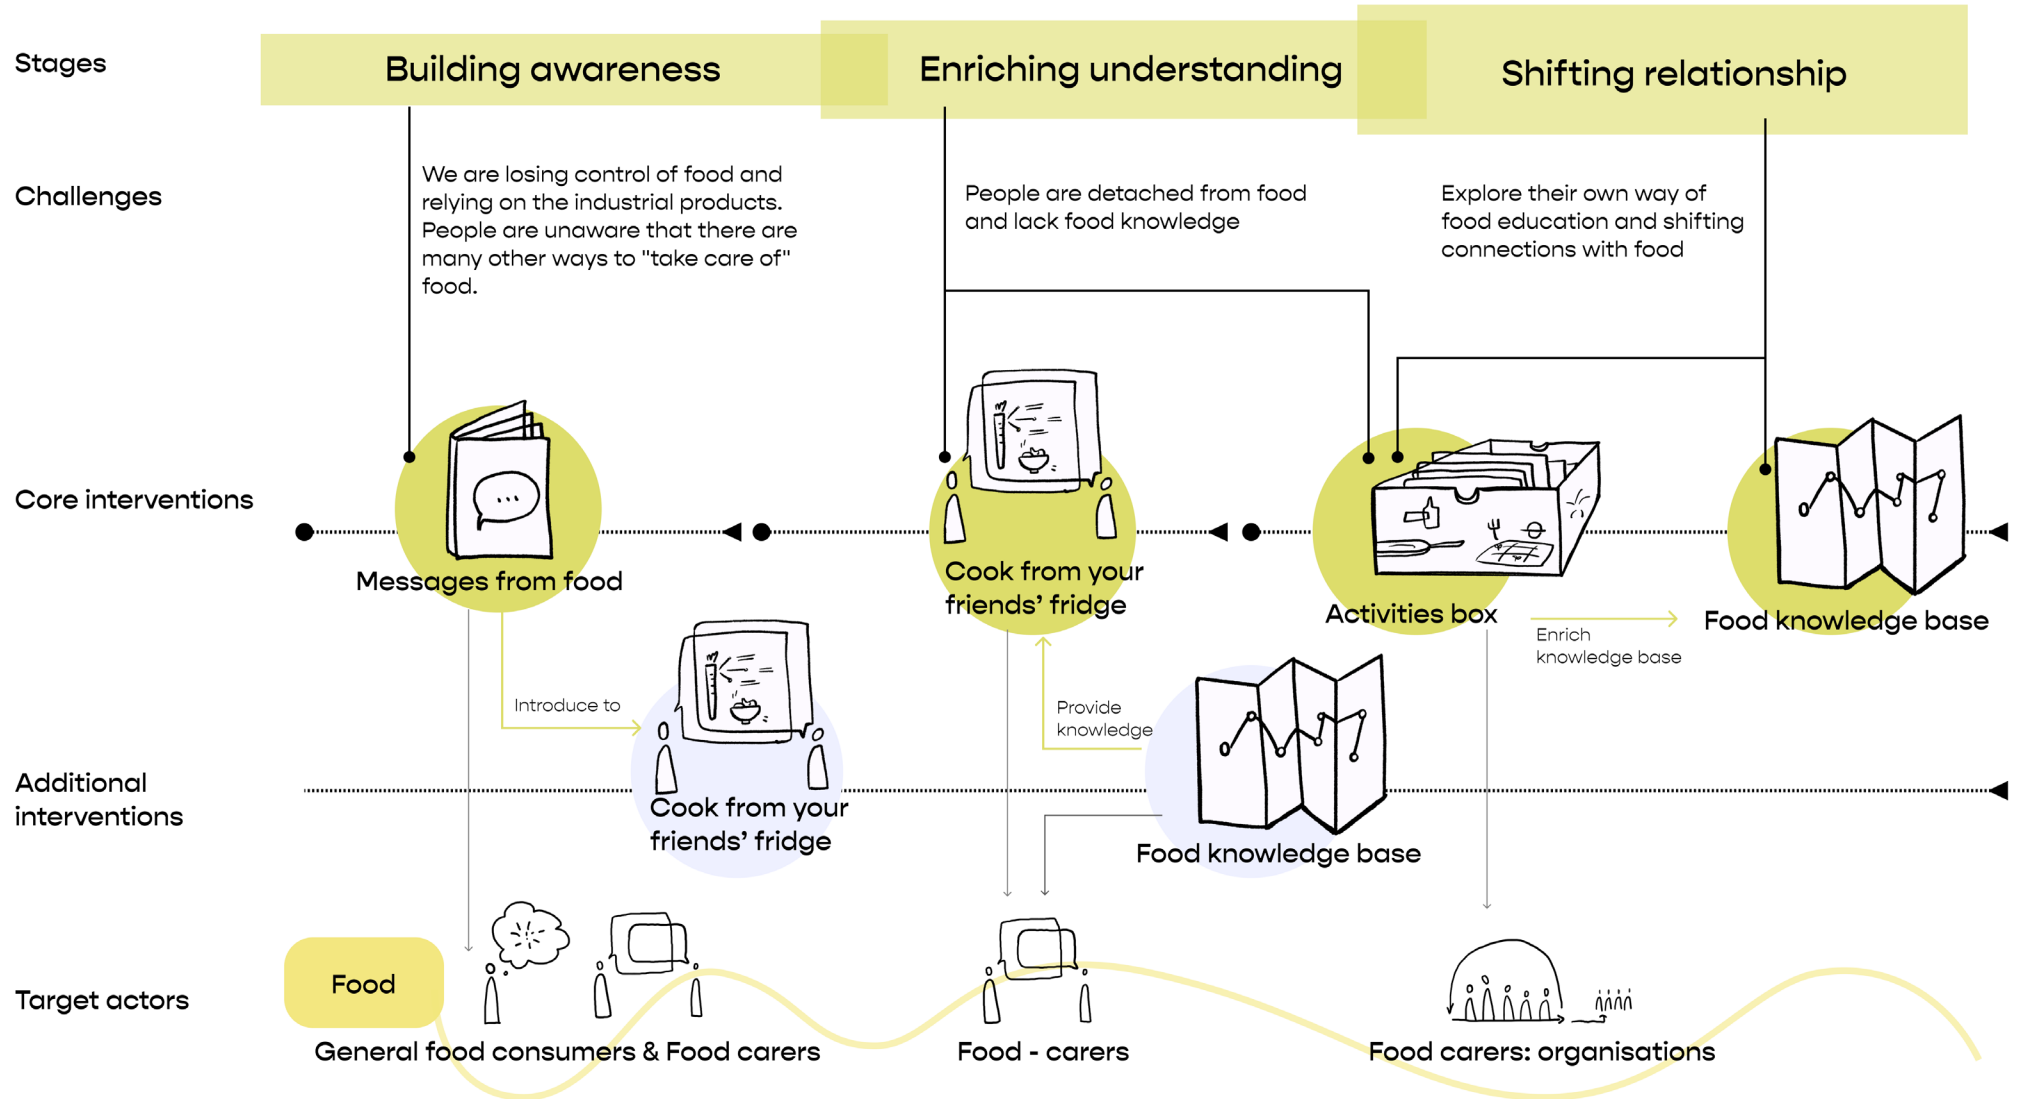 Stages
Building awareness
Enriching understanding
Shifting relationship
Challenges
We are losing control of food and
relying on the industrial products.
People are unaware that there are
many other ways to "take care of"
food.
People are detached from food
and lack food knowledge
Explore their own way of
food education and shifting
connections with food
Core interventions
Messages from food
Cook from your
friends’ fridge
Activities box
Food knowledge base
Enrich
knowledge base
Introduce to
Provide
knowledge
Additional
interventions
Cook from your
friends’ fridge
Food knowledge base
Target actors
Food
General food consumers & Food carers
Food - carers
Food carers: organisations